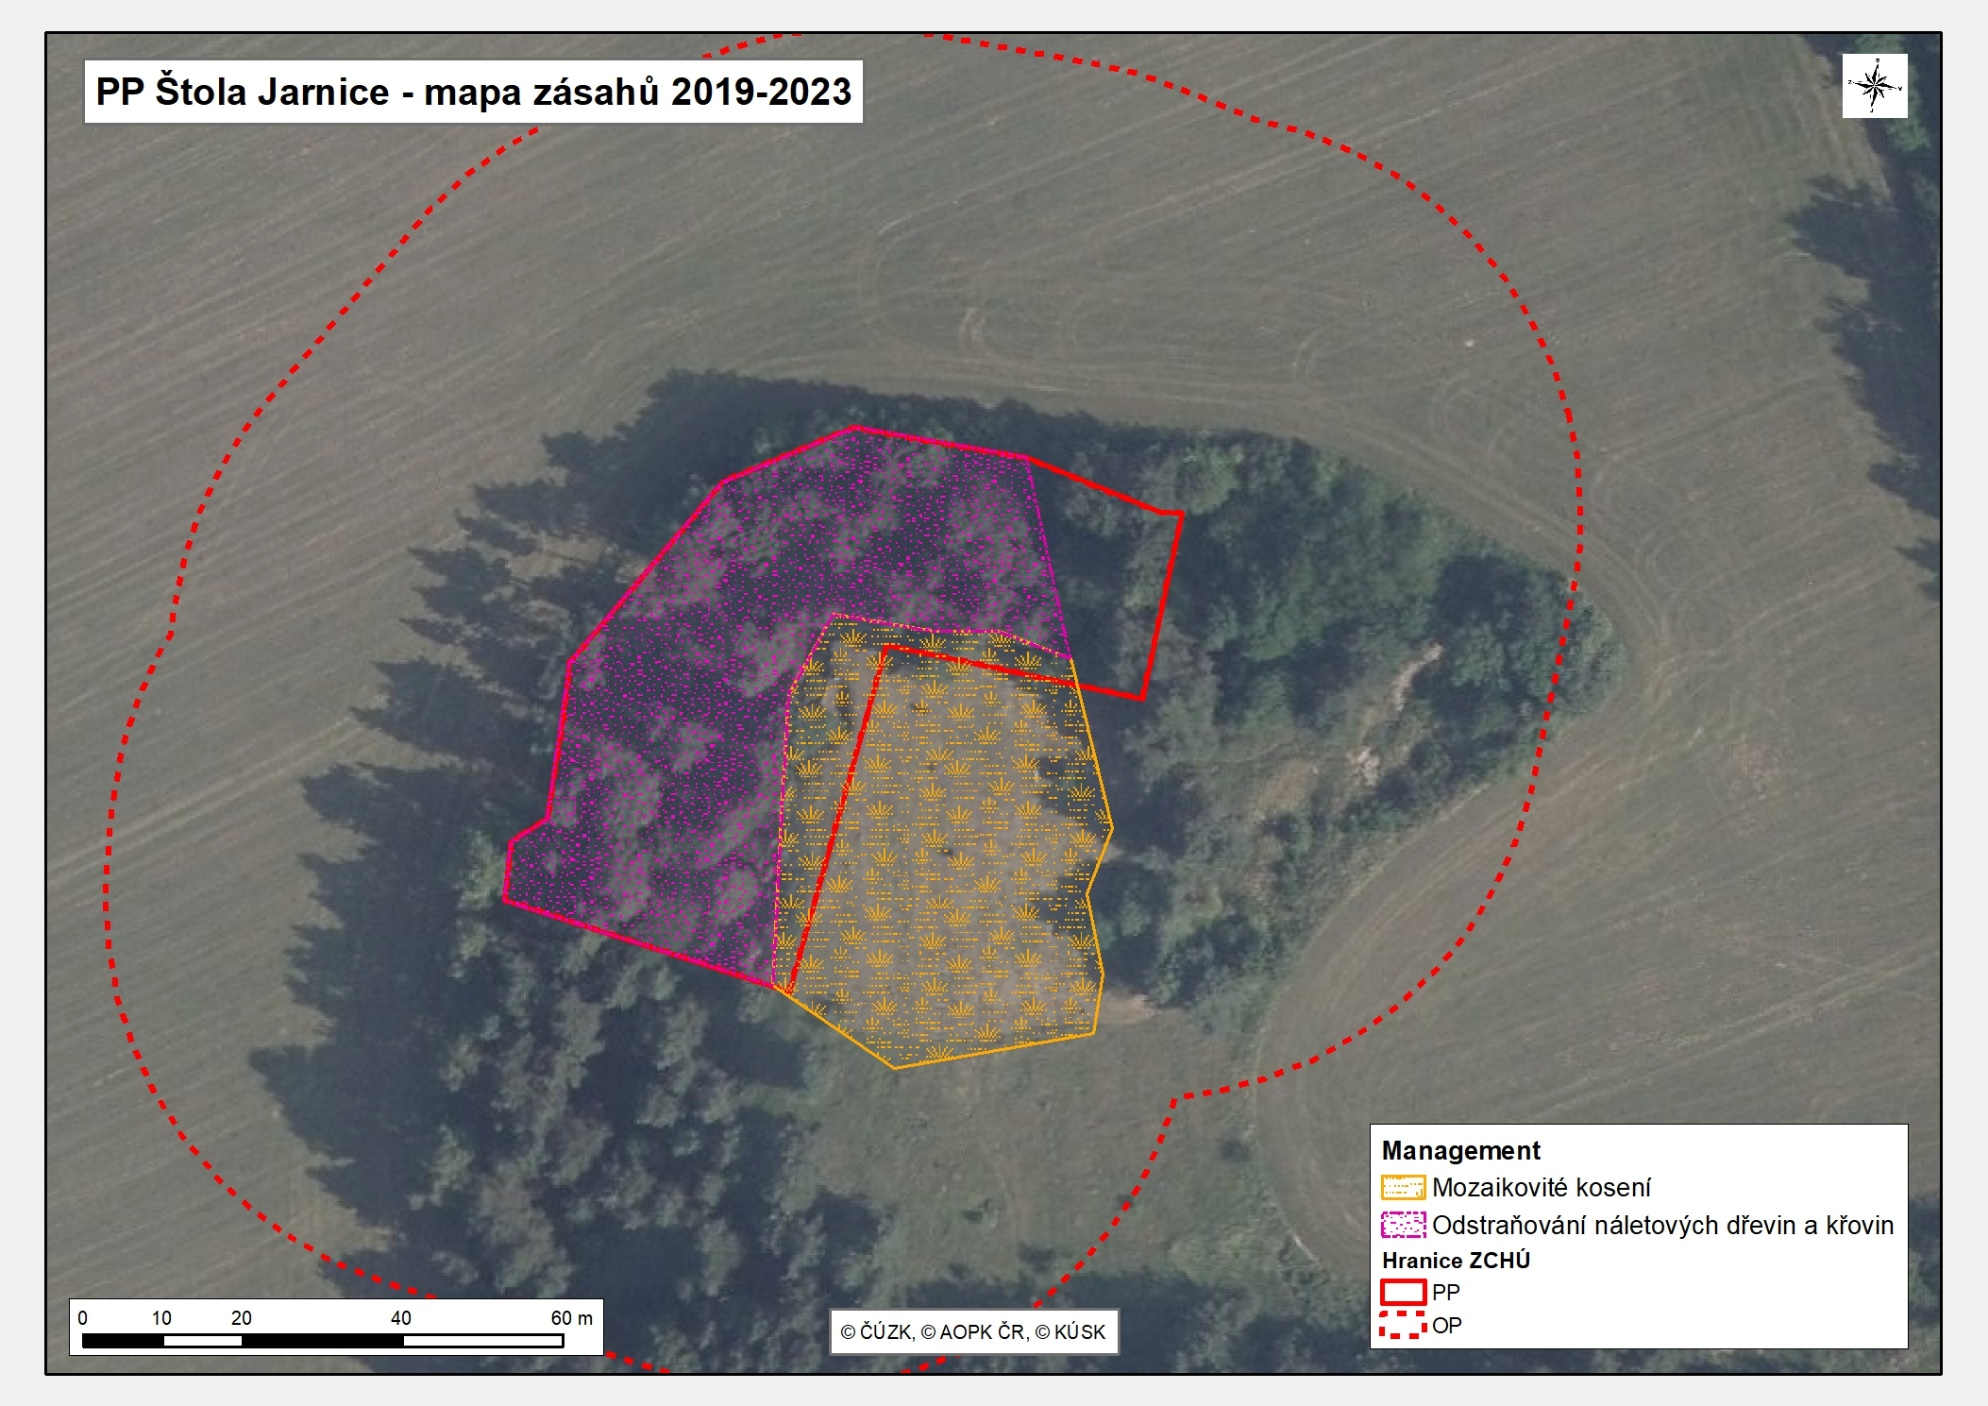 PP Štola Jarnice - mapa zásahů 2019-2023
Management
Mozaikovité kosení
Odstraňování náletových dřevin a křovin
Hranice ZCHÚ
PP
OP
0 10 20 40 60 m
© ČÚZK, © AOPK ČR, © KÚSK